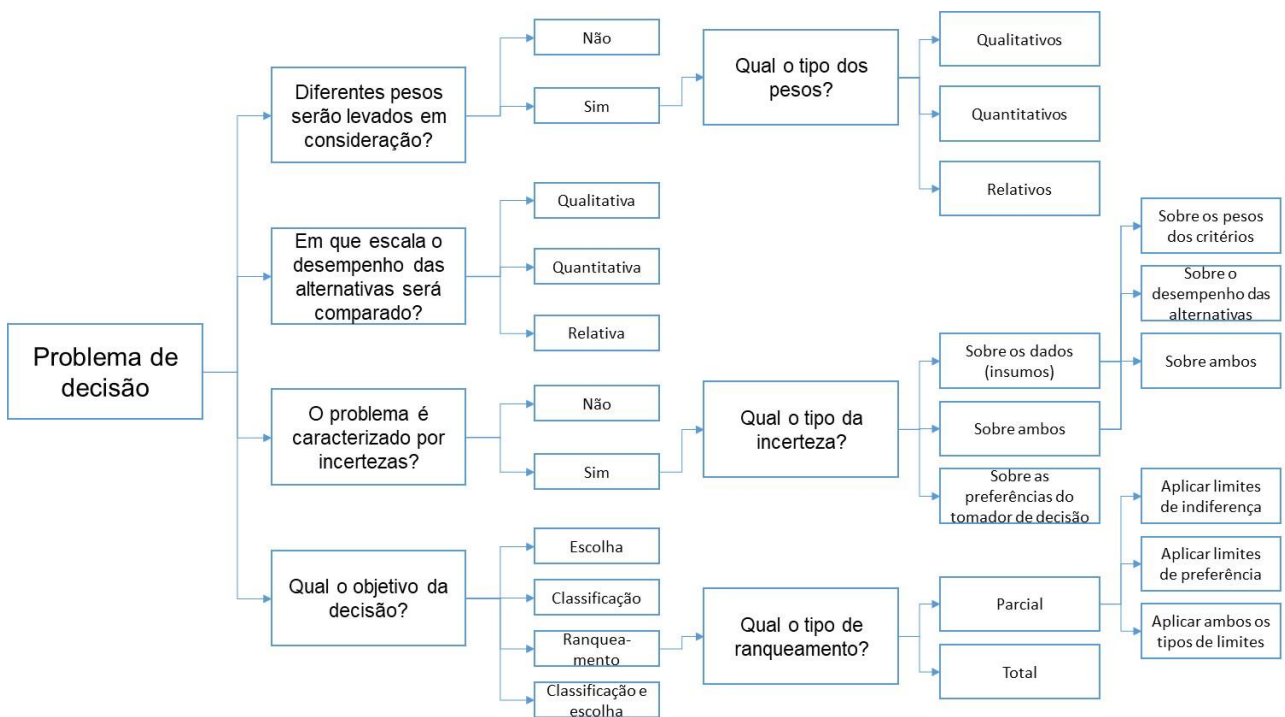 Problema de
decisão
Diferentes pesos
serão levados em
consideração?
Não
Sim
Qual o tipo dos
pesos?
Qualitativos
Quantitativos
Relativos
Em que escala o
desempenho das
alternativas será
comparado?
Qualitativa
Quantitativa
Relativa
O problema é
caracterizado por
incertezas?
Não
Sim
Qual o tipo da
incerteza?
Sobre os dados
(insumos)
Sobre ambos
Sobre as
preferências do
tomador de decisão
Sobre os pesos
dos critérios
Sobre o
desempenho das
alternativas
Sobre ambos
Qual o objetivo da
decisão?
Escolha
Classificação
Ranquea-
mento
Classificação e
escolha
Qual o tipo de
ranqueamento?
Parcial
Total
Aplicar limites
de indiferença
Aplicar limites
de preferência
Aplicar ambos os
tipos de limites